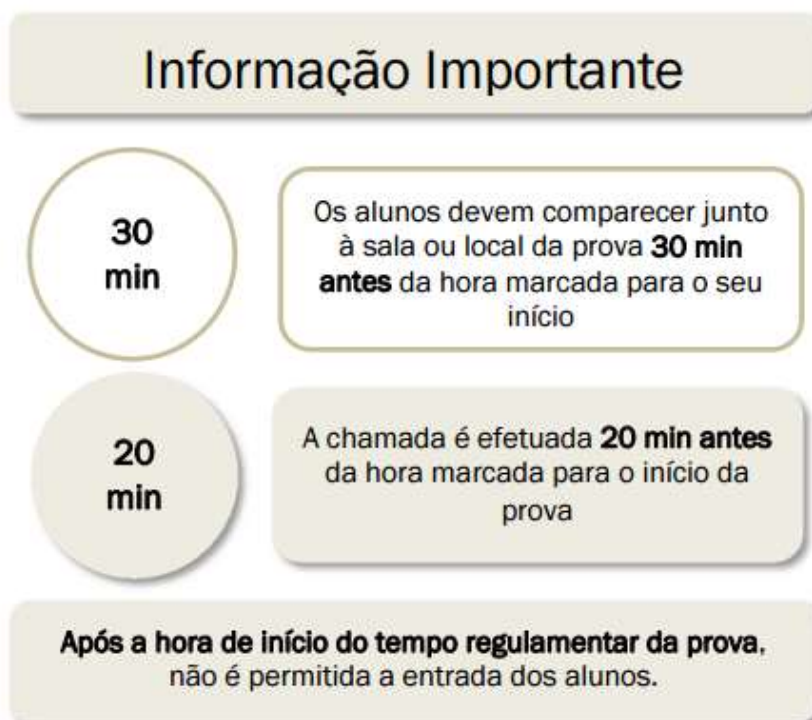 Informação Importante
30
min
Os alunos devem comparecer junto
à sala ou local da prova 30 min
antes da hora marcada para o seu
início
20
min
A chamada é efetuada 20 min antes
da hora marcada para o início da
prova
Após a hora de início do tempo regulamentar da prova,
não é permitida a entrada dos alunos.